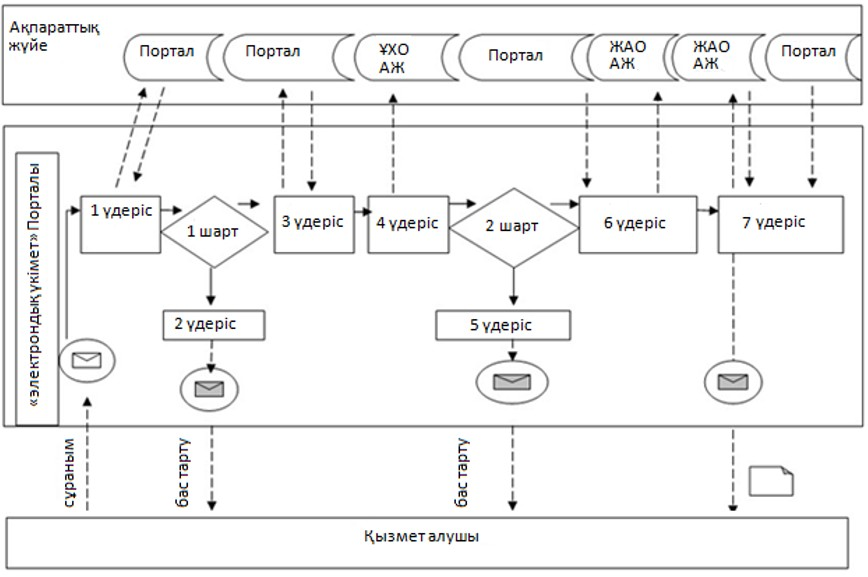 Ақпараттық
жүйе
Портал
Портал
ҰХО
АЖ
Портал
ЖАО
АЖ
ЖАО
АЖ
Портал
«электрондық үкімет» Порталы
1 үдеріс
1 шарт
3 үдеріс
4 үдеріс
2 шарт
6 үдеріс
7 үдеріс
2 үдеріс
5 үдеріс
сұраным
бас тарту
бас тарту
Қызмет алушы